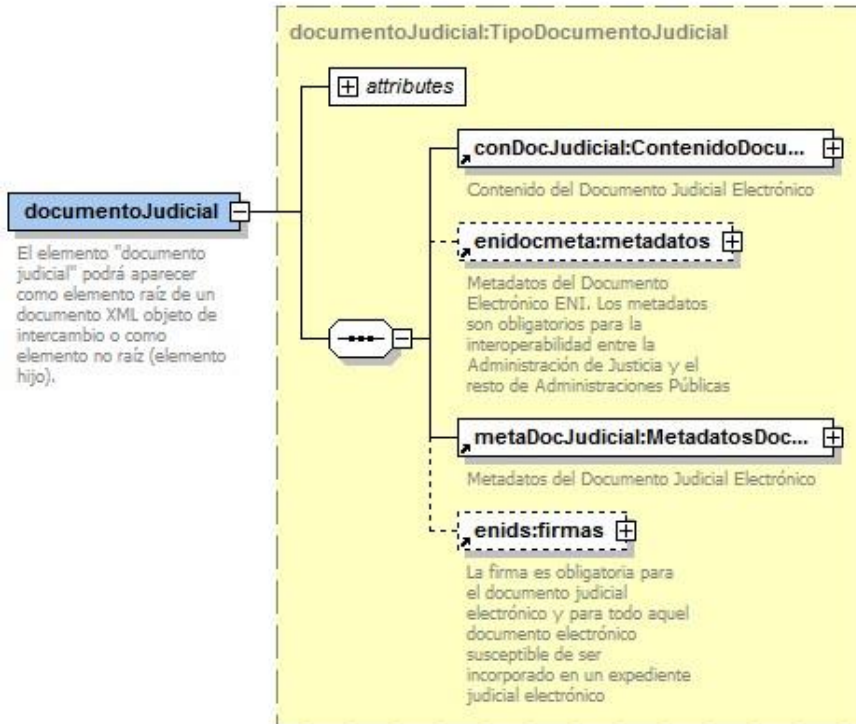 documentoJudicial:TipoDocumentoJudicial
attributes
conDocJudicial:ContenidoDocu...
Contenido del Documento Judicial Electrónico
documentoJudicial
El elemento "documento
judicial" podrá aparecer
como elemento raíz de un
documento XML objeto de
intercambio o como
elemento no raíz (elemento
hijo).
enidocmeta:metadatos
Metadatos del Documento
Electrónico ENI. Los metadatos
son obligatorios para la
interoperabilidad entre la
Administración de Justicia y el
resto de Administraciones Públicas
metaDocJudicial:MetadatosDoc...
Metadatos del Documento Judicial Electrónico
enids:firmas
La firma es obligatoria para
el documento judicial
electrónico y para todo aquel
documento electrónico
susceptible de ser
incorporado en un expediente
judicial electrónico